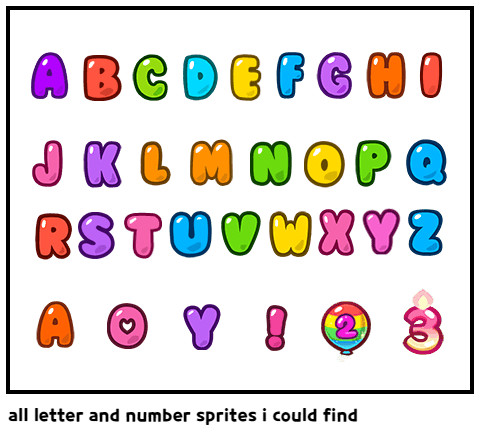 A B C D E F G H I
J K L M N O P Q
R S T U V W X Y Z
A O Y ! 2 3
all letter and number sprites i could find